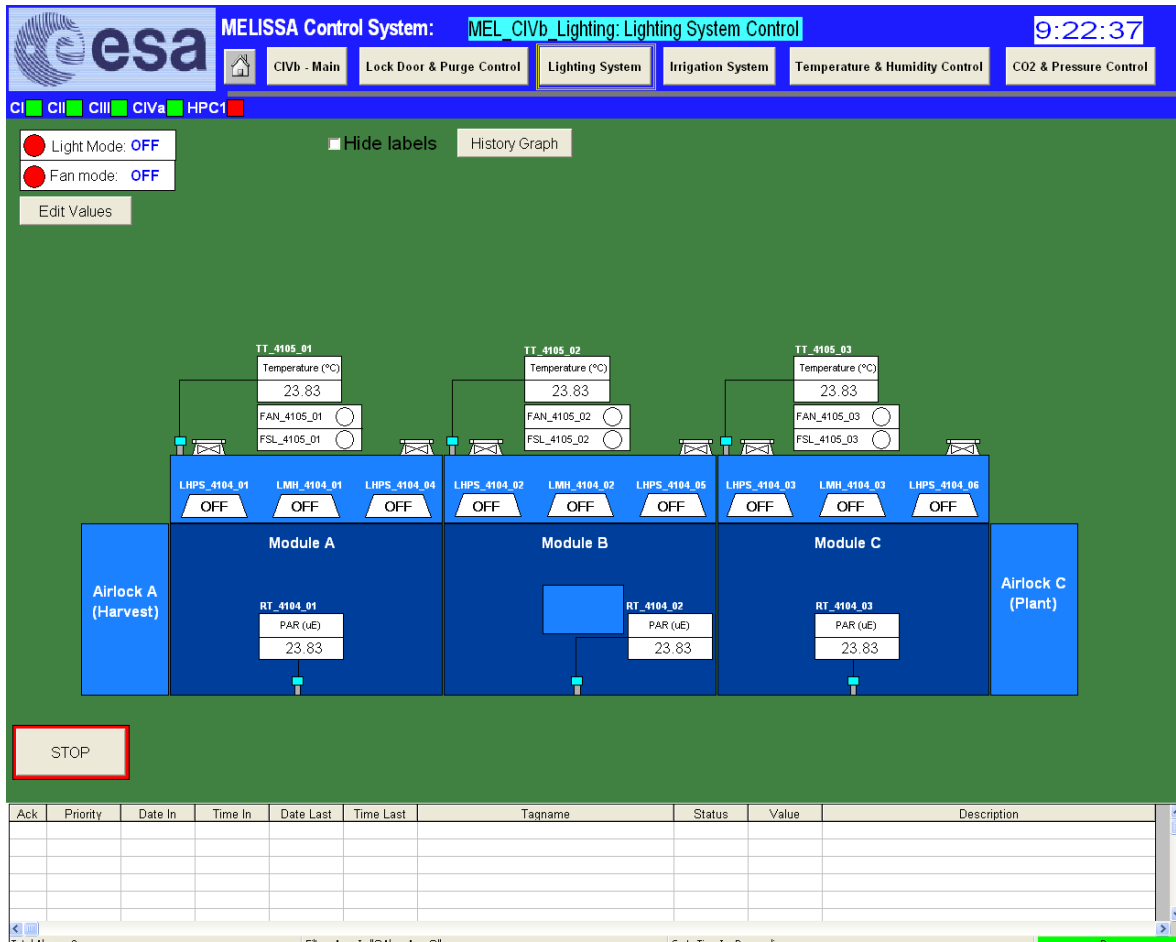 esa
MELISSA Control System: MEL_CIVb_Lighting: Lighting System Control 9:22:37
CIVb - Main Lock Door & Purge Control Lighting System Irrigation System Temperature & Humidity Control CO2 & Pressure Control
CI CII CIII CIVa HPC1
Light Mode: OFF
Hide labels History Graph
Fan mode: OFF
Edit Values
TT_4105_01 TT_4105_02 TT_4105_03
Temperature (°C) Temperature (°C) Temperature (°C)
23.83 23.83 23.83
FAN_4105_01 FAN_4105_02 FAN_4105_03
FSL_4105_01 FSL_4105_02 FSL_4105_03
LHPS_4104_01 LMH_4104_01 LHPS_4104_04 LHPS_4104_02 LMH_4104_02 LHPS_4104_05 LHPS_4104_03 LMH_4104_03 LHPS_4104_06
OFF OFF OFF OFF OFF OFF OFF OFF OFF
Module A Module B Module C
Airlock A
(Harvest)
Airlock C
(Plant)
RT_4104_01 RT_4104_02 RT_4104_03
PAR (uE) PAR (uE) PAR (uE)
23.83 23.83 23.83
STOP
Ack Priority Date In Time In Date Last Time Last Tagname Status Value Description